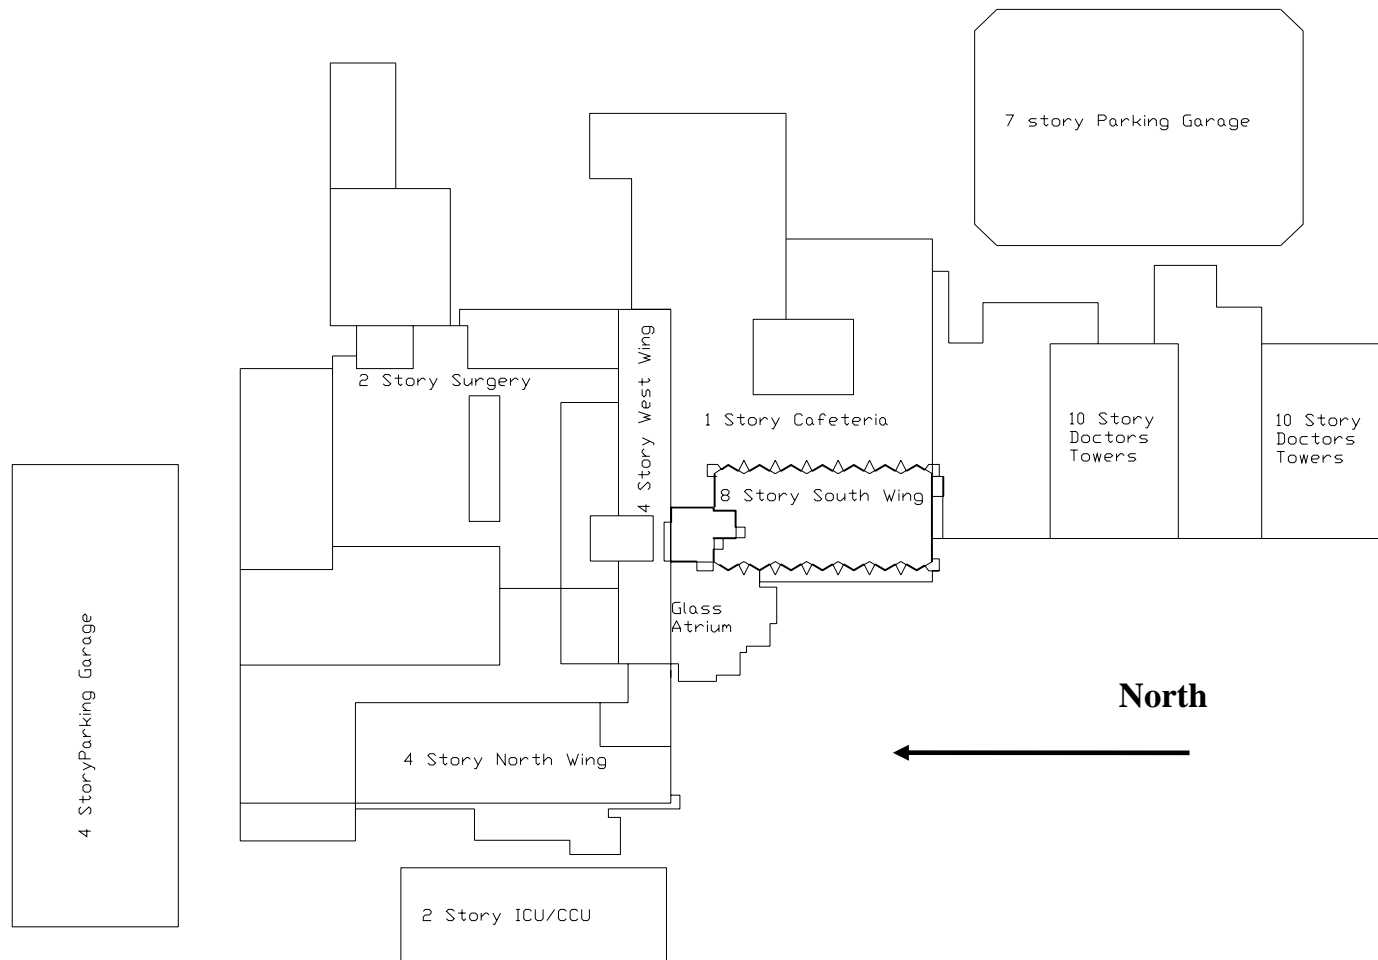 7 story Parking Garage
2 Story Surgery
4 Story West Wing
1 Story Cafeteria
10 Story
Doctors
Towers
10 Story
Doctors
Towers
8 Story South Wing
Glass
Atrium
4 StoryParking Garage
North
4 Story North Wing
2 Story ICU/CCU